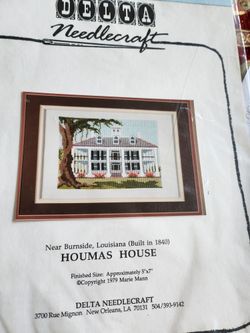 DELTA
Needlecraft
Near Burnside, Louisiana (Built in 1840)
HOUMAS HOUSE
Finished Size: Approximately 5"x7"
©Copyright 1979 Marie Mann
DELTA NEEDLECRAFT
3700 Rue Mignon New Orleans, LA 70131 504/393-9142